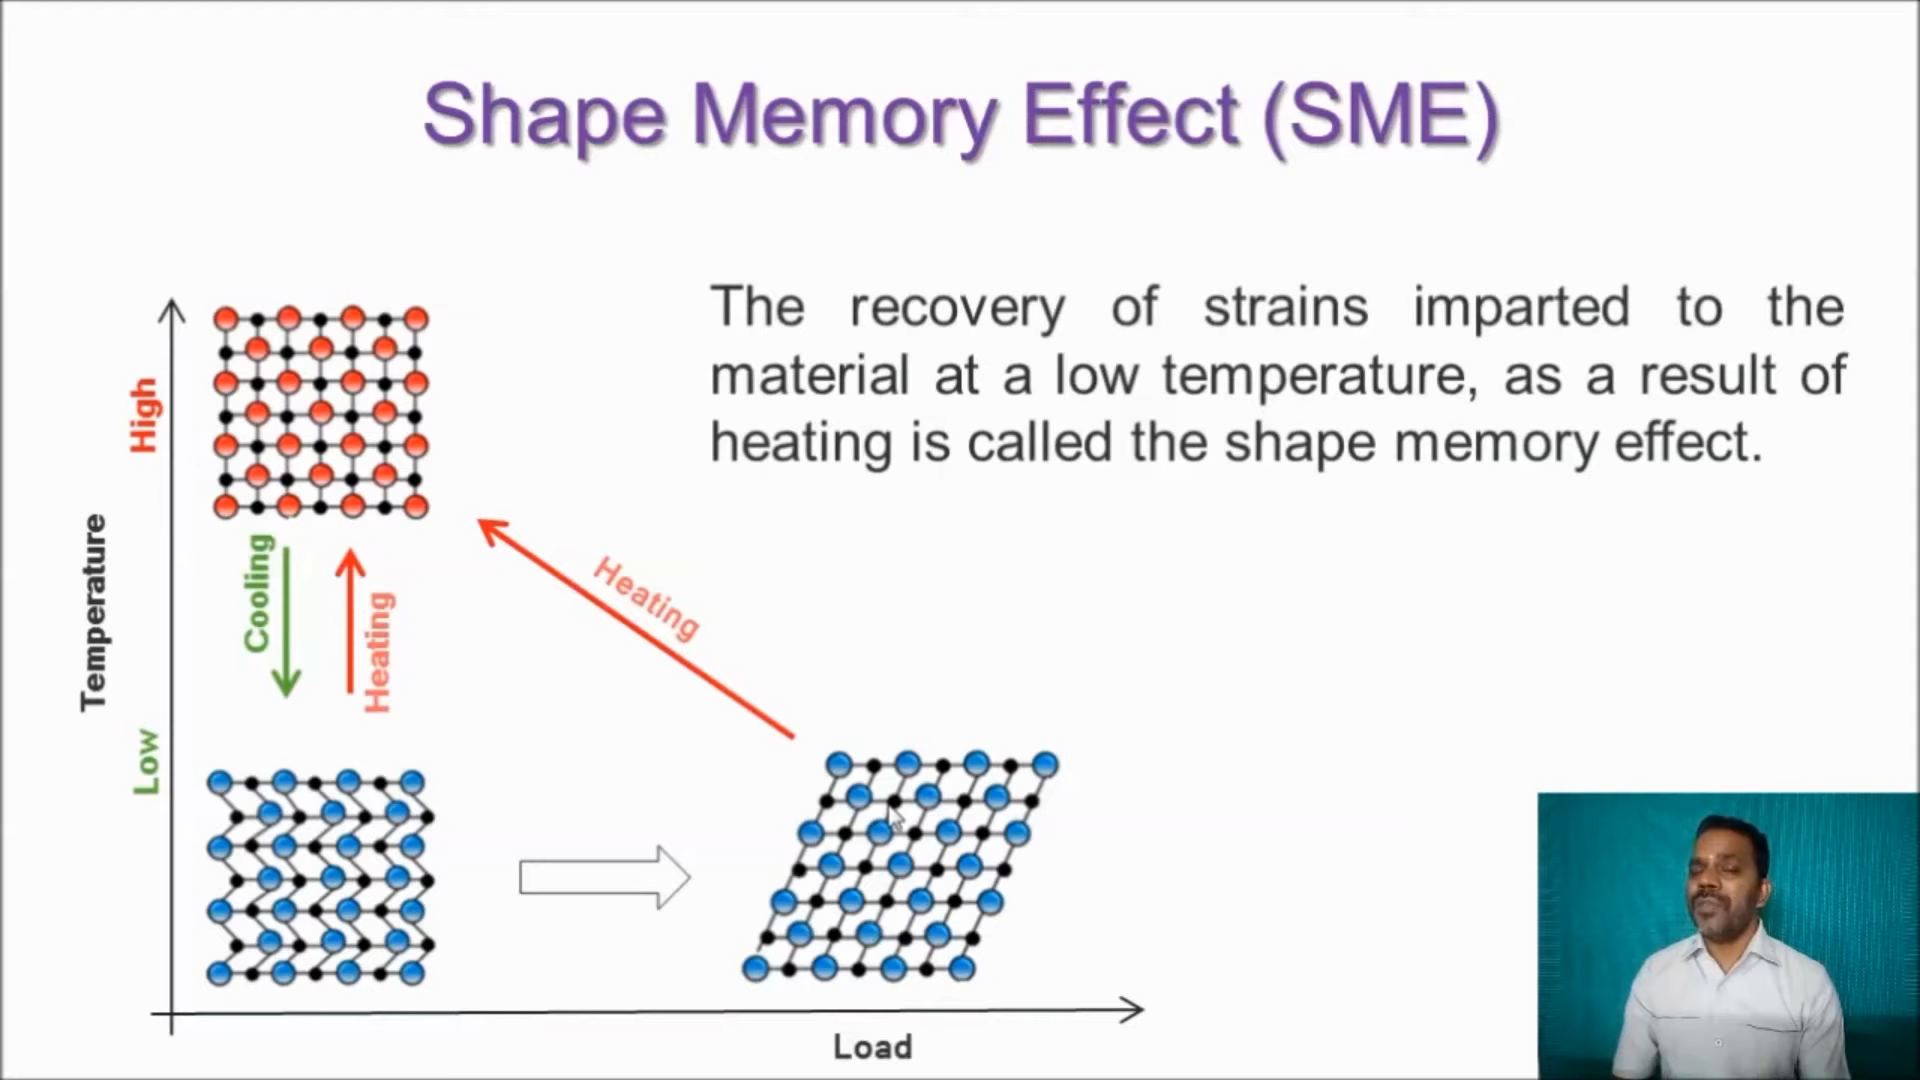 Shape Memory Effect (SME)
The recovery of strains imparted to the
material at a low temperature, as a result of
heating is called the shape memory effect.
High
Temperature
Low
Cooling
Heating
Heating
Load